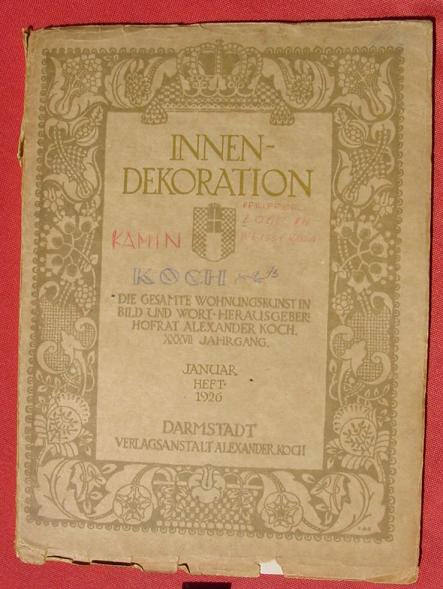 INNEN-
DEKORATION
KAMIN
KOCH
DIE GESAMTE WOHNUNGSKUNST IN
BILD UND WORT · HERAUSGEBER:
HOFRAT ALEXANDER KOCH.
XXXVII JAHRGANG.
JANUAR
HEFT·
1926
DARMSTADT
VERLAGSANSTALT ALEXANDER KOCH